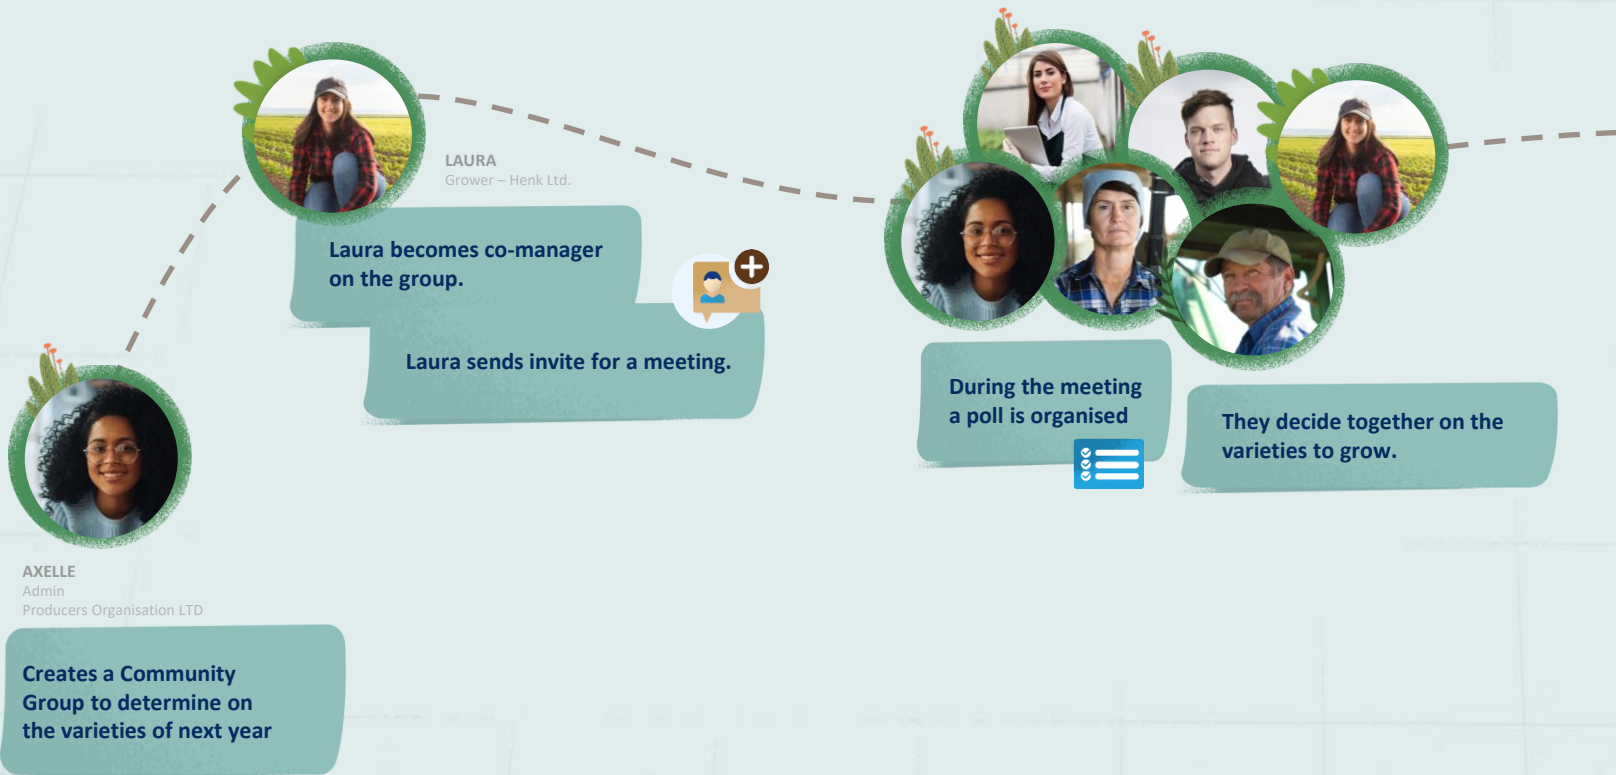 AXELLE
Admin
Producers Organisation LTD
Creates a Community
Group to determine on
the varieties of next year
LAURA
Grower – Henk Ltd.
Laura becomes co-manager
on the group.
Laura sends invite for a meeting.
During the meeting
a poll is organised
They decide together on the
varieties to grow.